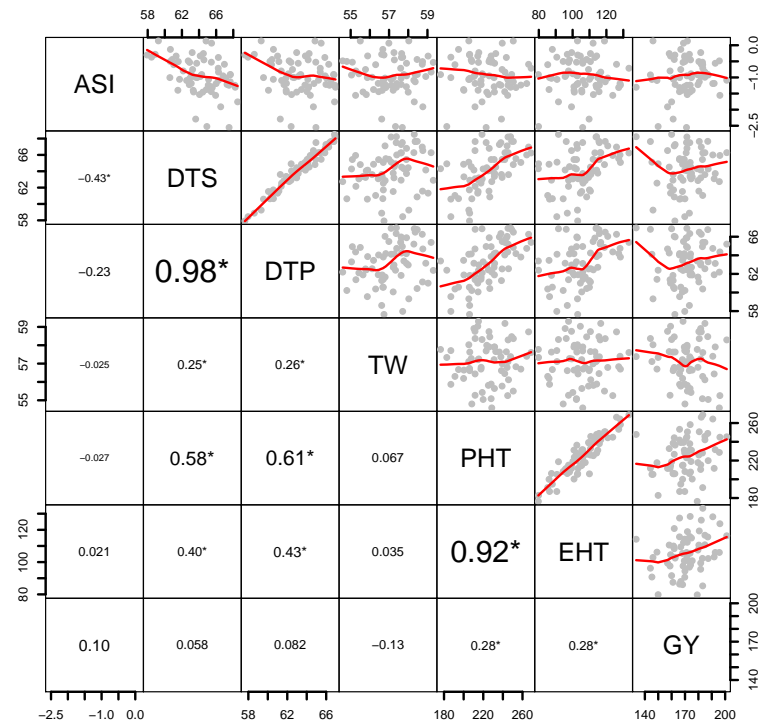 58 62 66 55 57 59 80 100 120
ASI 0.0 −1.0 −2.5
66 62 58 −0.43* DTS
−0.23 0.98* DTP 66 62 58
59 57 55 −0.025 0.25* 0.26* TW
−0.027 0.58* 0.61* 0.067 PHT 260 220 180
120 100 80 0.021 0.40* 0.43* 0.035 0.92* EHT
0.10 0.058 0.082 −0.13 0.28* 0.28* GY 200 170 140
−2.5 −1.0 0.0 58 62 66 180 220 260 140 170 200